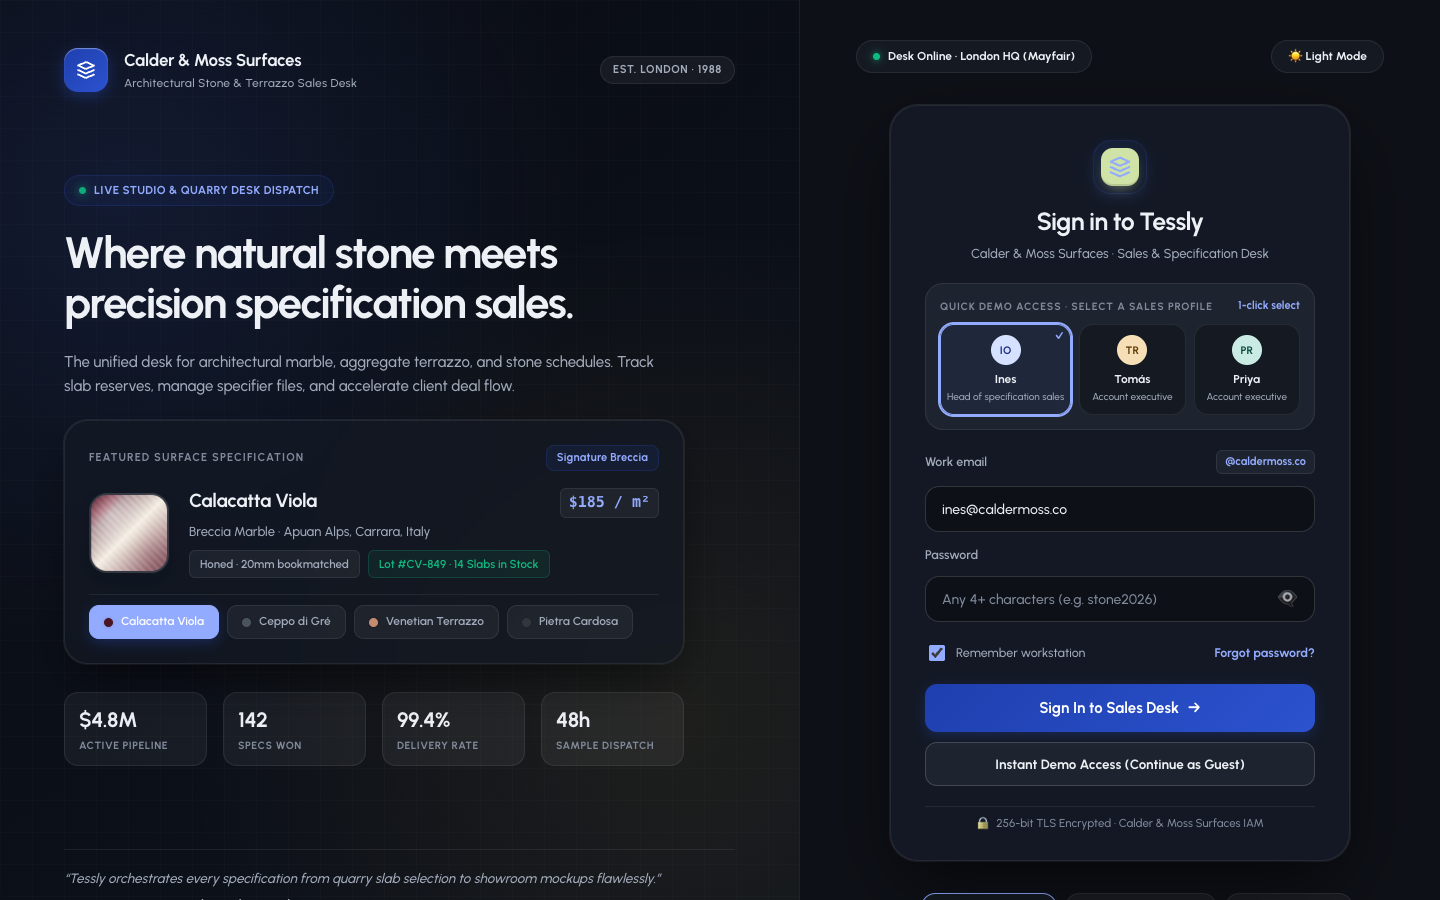 Calder & Moss Surfaces
Architectural Stone & Terrazzo Sales Desk
EST. LONDON · 1988
LIVE STUDIO & QUARRY DESK DISPATCH
Where natural stone meets
precision specification sales.
The unified desk for architectural marble, aggregate terrazzo, and stone schedules. Track
slab reserves, manage specifier files, and accelerate client deal flow.
FEATURED SURFACE SPECIFICATION
Signature Breccia
Calacatta Viola
$185 / m²
Breccia Marble · Apuan Alps, Carrara, Italy
Honed · 20mm bookmatched
Lot #CV-849 · 14 Slabs in Stock
Calacatta Viola
Ceppo di Gré
Venetian Terrazzo
Pietra Cardosa
$4.8M
ACTIVE PIPELINE
142
SPECS WON
99.4%
DELIVERY RATE
48h
SAMPLE DISPATCH
“Tessly orchestrates every specification from quarry slab selection to showroom mockups flawlessly.”
Desk Online · London HQ (Mayfair)
☀️ Light Mode
Sign in to Tessly
Calder & Moss Surfaces · Sales & Specification Desk
QUICK DEMO ACCESS · SELECT A SALES PROFILE
1-click select
IO
Ines
Head of specification sales
TR
Tomás
Account executive
PR
Priya
Account executive
Work email
@caldermoss.co
ines@caldermoss.co
Password
Any 4+ characters (e.g. stone2026)
Remember workstation
Forgot password?
Sign In to Sales Desk →
Instant Demo Access (Continue as Guest)
🔒 256-bit TLS Encrypted · Calder & Moss Surfaces IAM